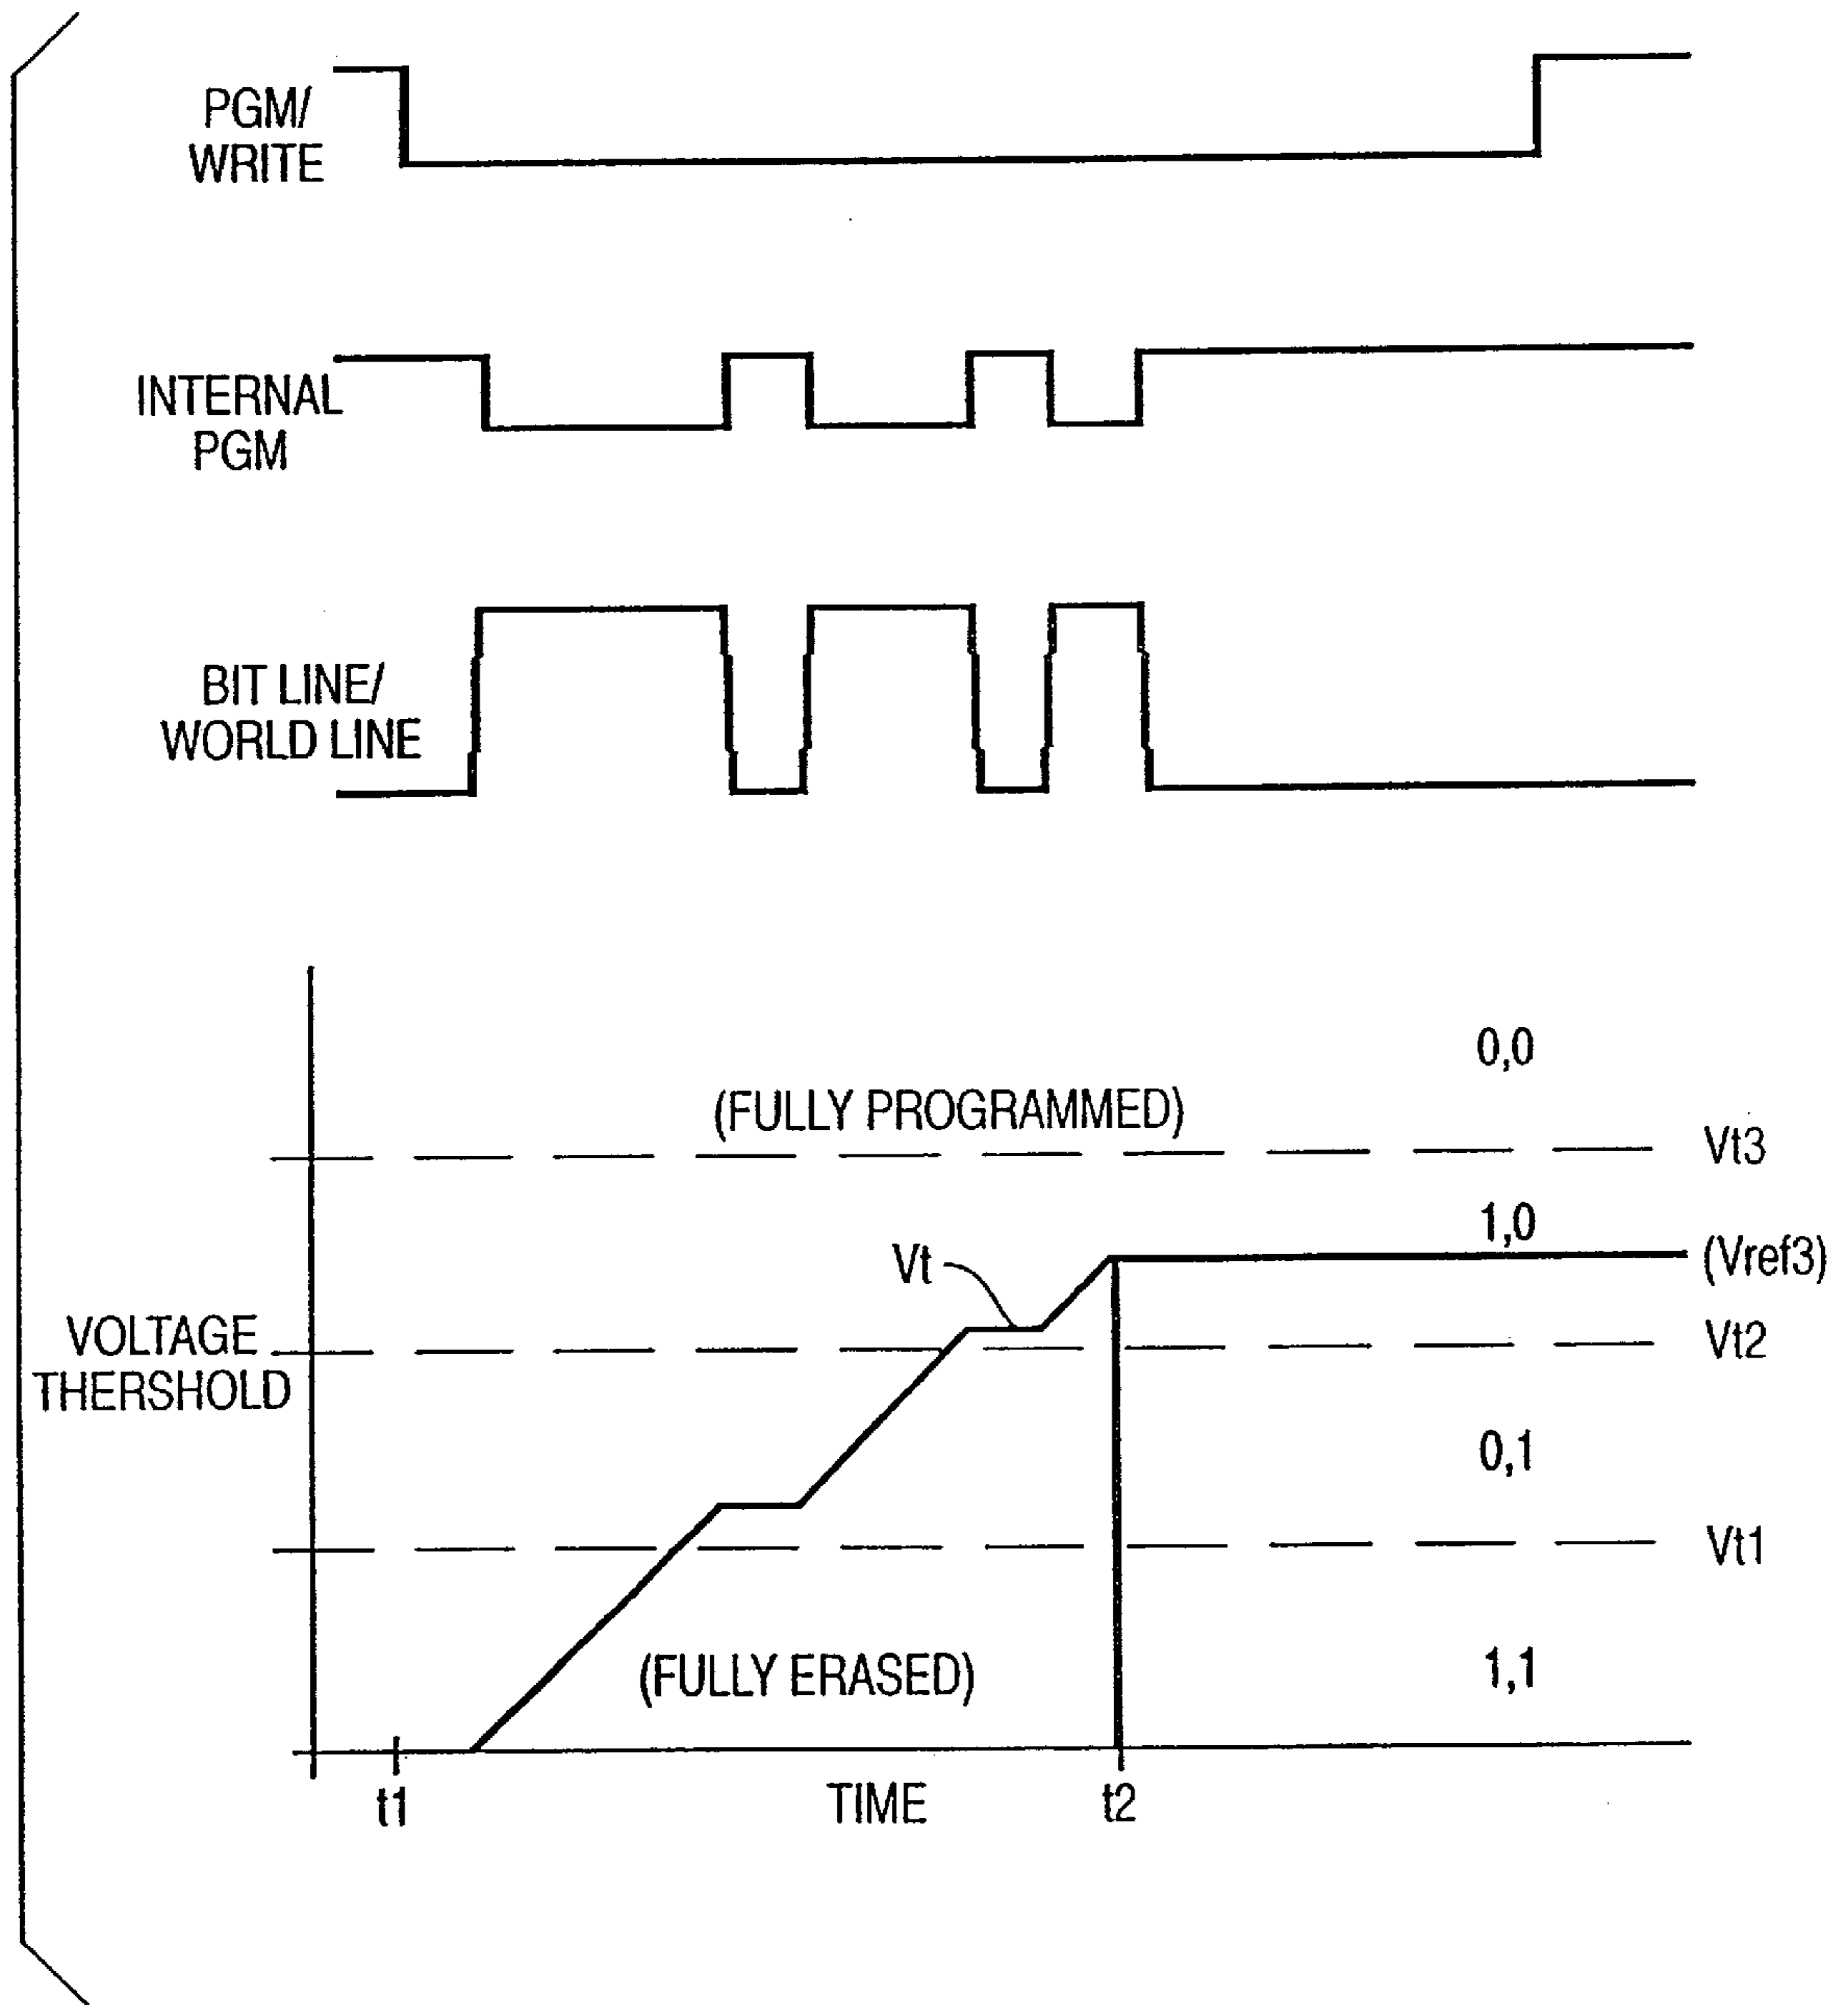 PGM/
WRITE
INTERNAL
PGM
BIT LINE/
WORLD LINE
0,0
(FULLY PROGRAMMED)
Vt3
1,0
(Vref3)
Vt
VOLTAGE
THERSHOLD
Vt2
0,1
Vt1
(FULLY ERASED)
1,1
t1
TIME
t2